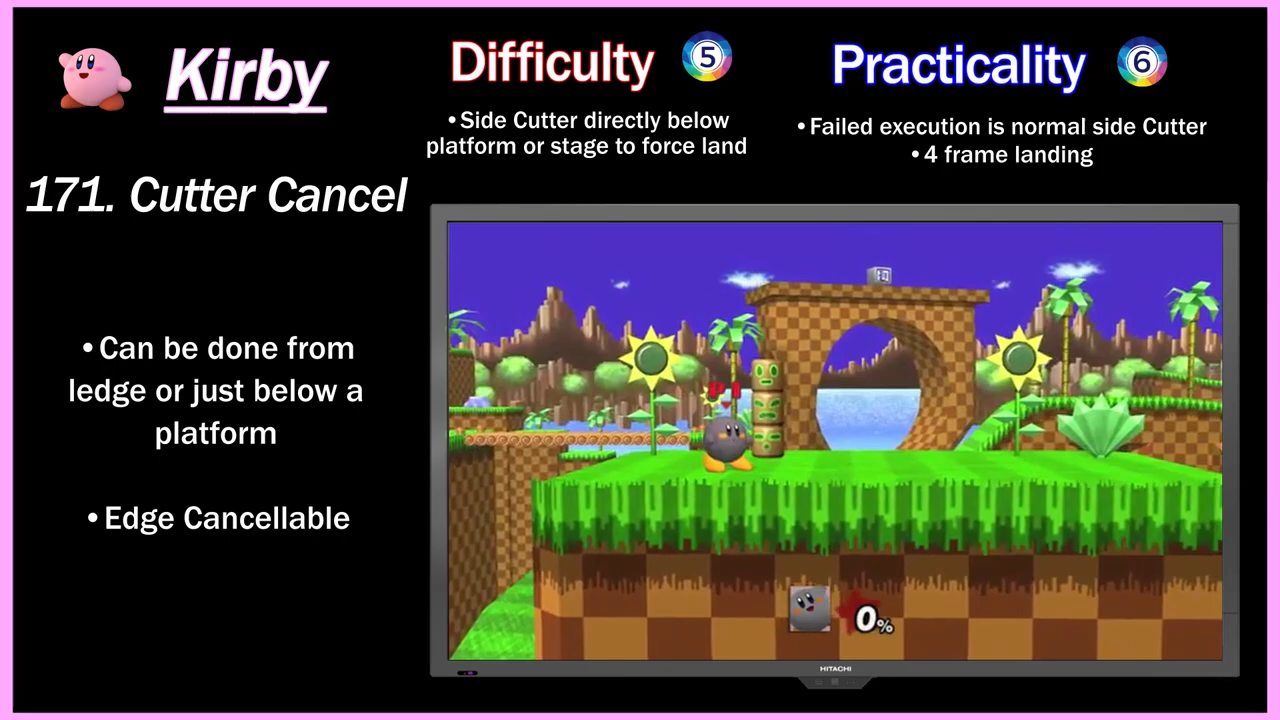 Kirby
Difficulty 5
•Side Cutter directly below
platform or stage to force land
Practicality 6
•Failed execution is normal side Cutter
•4 frame landing
171. Cutter Cancel
•Can be done from
ledge or just below a
platform
•Edge Cancellable
P1
0%
HITACHI